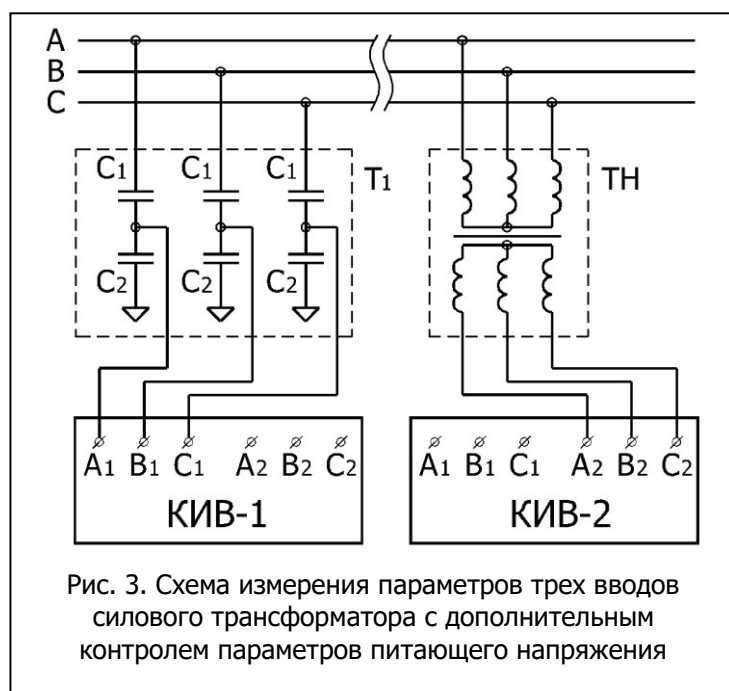 A
B
C
C1 C1 C1 T1 ТН
C2 C2 C2
A1 B1 C1 A2 B2 C2 A1 B1 C1 A2 B2 C2
КИВ-1 КИВ-2
Рис. 3. Схема измерения параметров трех вводов
силового трансформатора с дополнительным
контролем параметров питающего напряжения